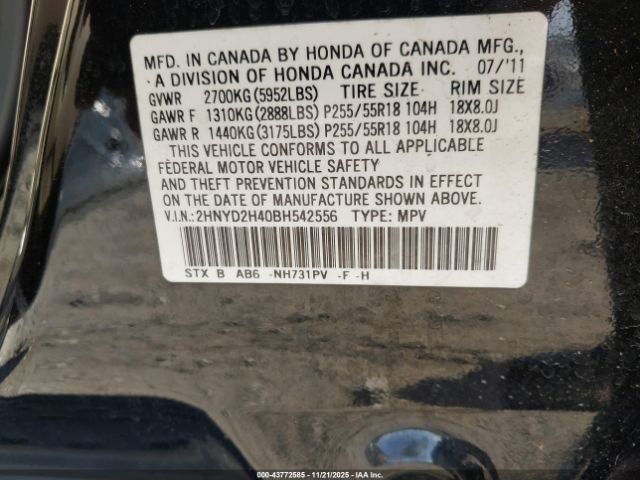 MFD. IN CANADA BY HONDA OF CANADA MFG.,
A DIVISION OF HONDA CANADA INC. 07/'11
GVWR 2700KG(5952LBS) TIRE SIZE RIM SIZE
GAWR F 1310KG(2888LBS) P255/55R18 104H 18X8.0J
GAWR R 1440KG(3175LBS) P255/55R18 104H 18X8.0J
THIS VEHICLE CONFORMS TO ALL APPLICABLE
FEDERAL MOTOR VEHICLE SAFETY
AND THEFT PREVENTION STANDARDS IN EFFECT
ON THE DATE OF MANUFACTURE SHOWN ABOVE.
V.I.N.:2HNYD2H40BH542556 TYPE: MPV
STX B AB6 -NH731PV -F -H
000-43772585 - 11/21/2025 - IAA Inc.